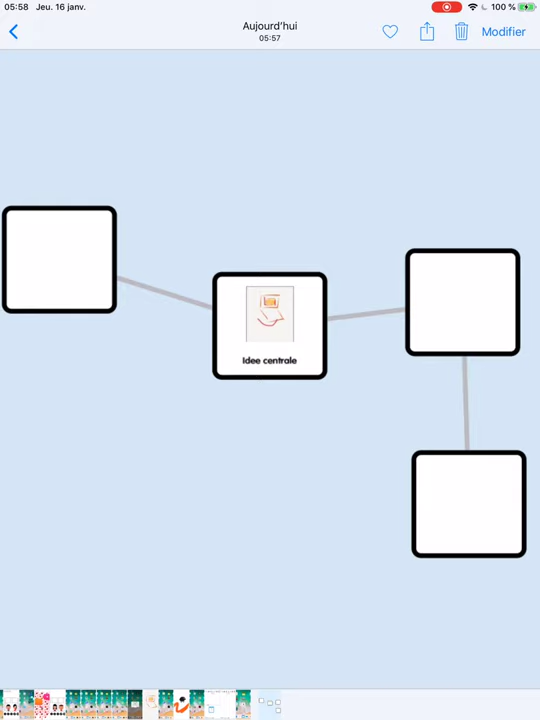 05:58 Jeu. 16 janv.
100 %
Aujourd'hui
05:57
Modifier
Idee centrale